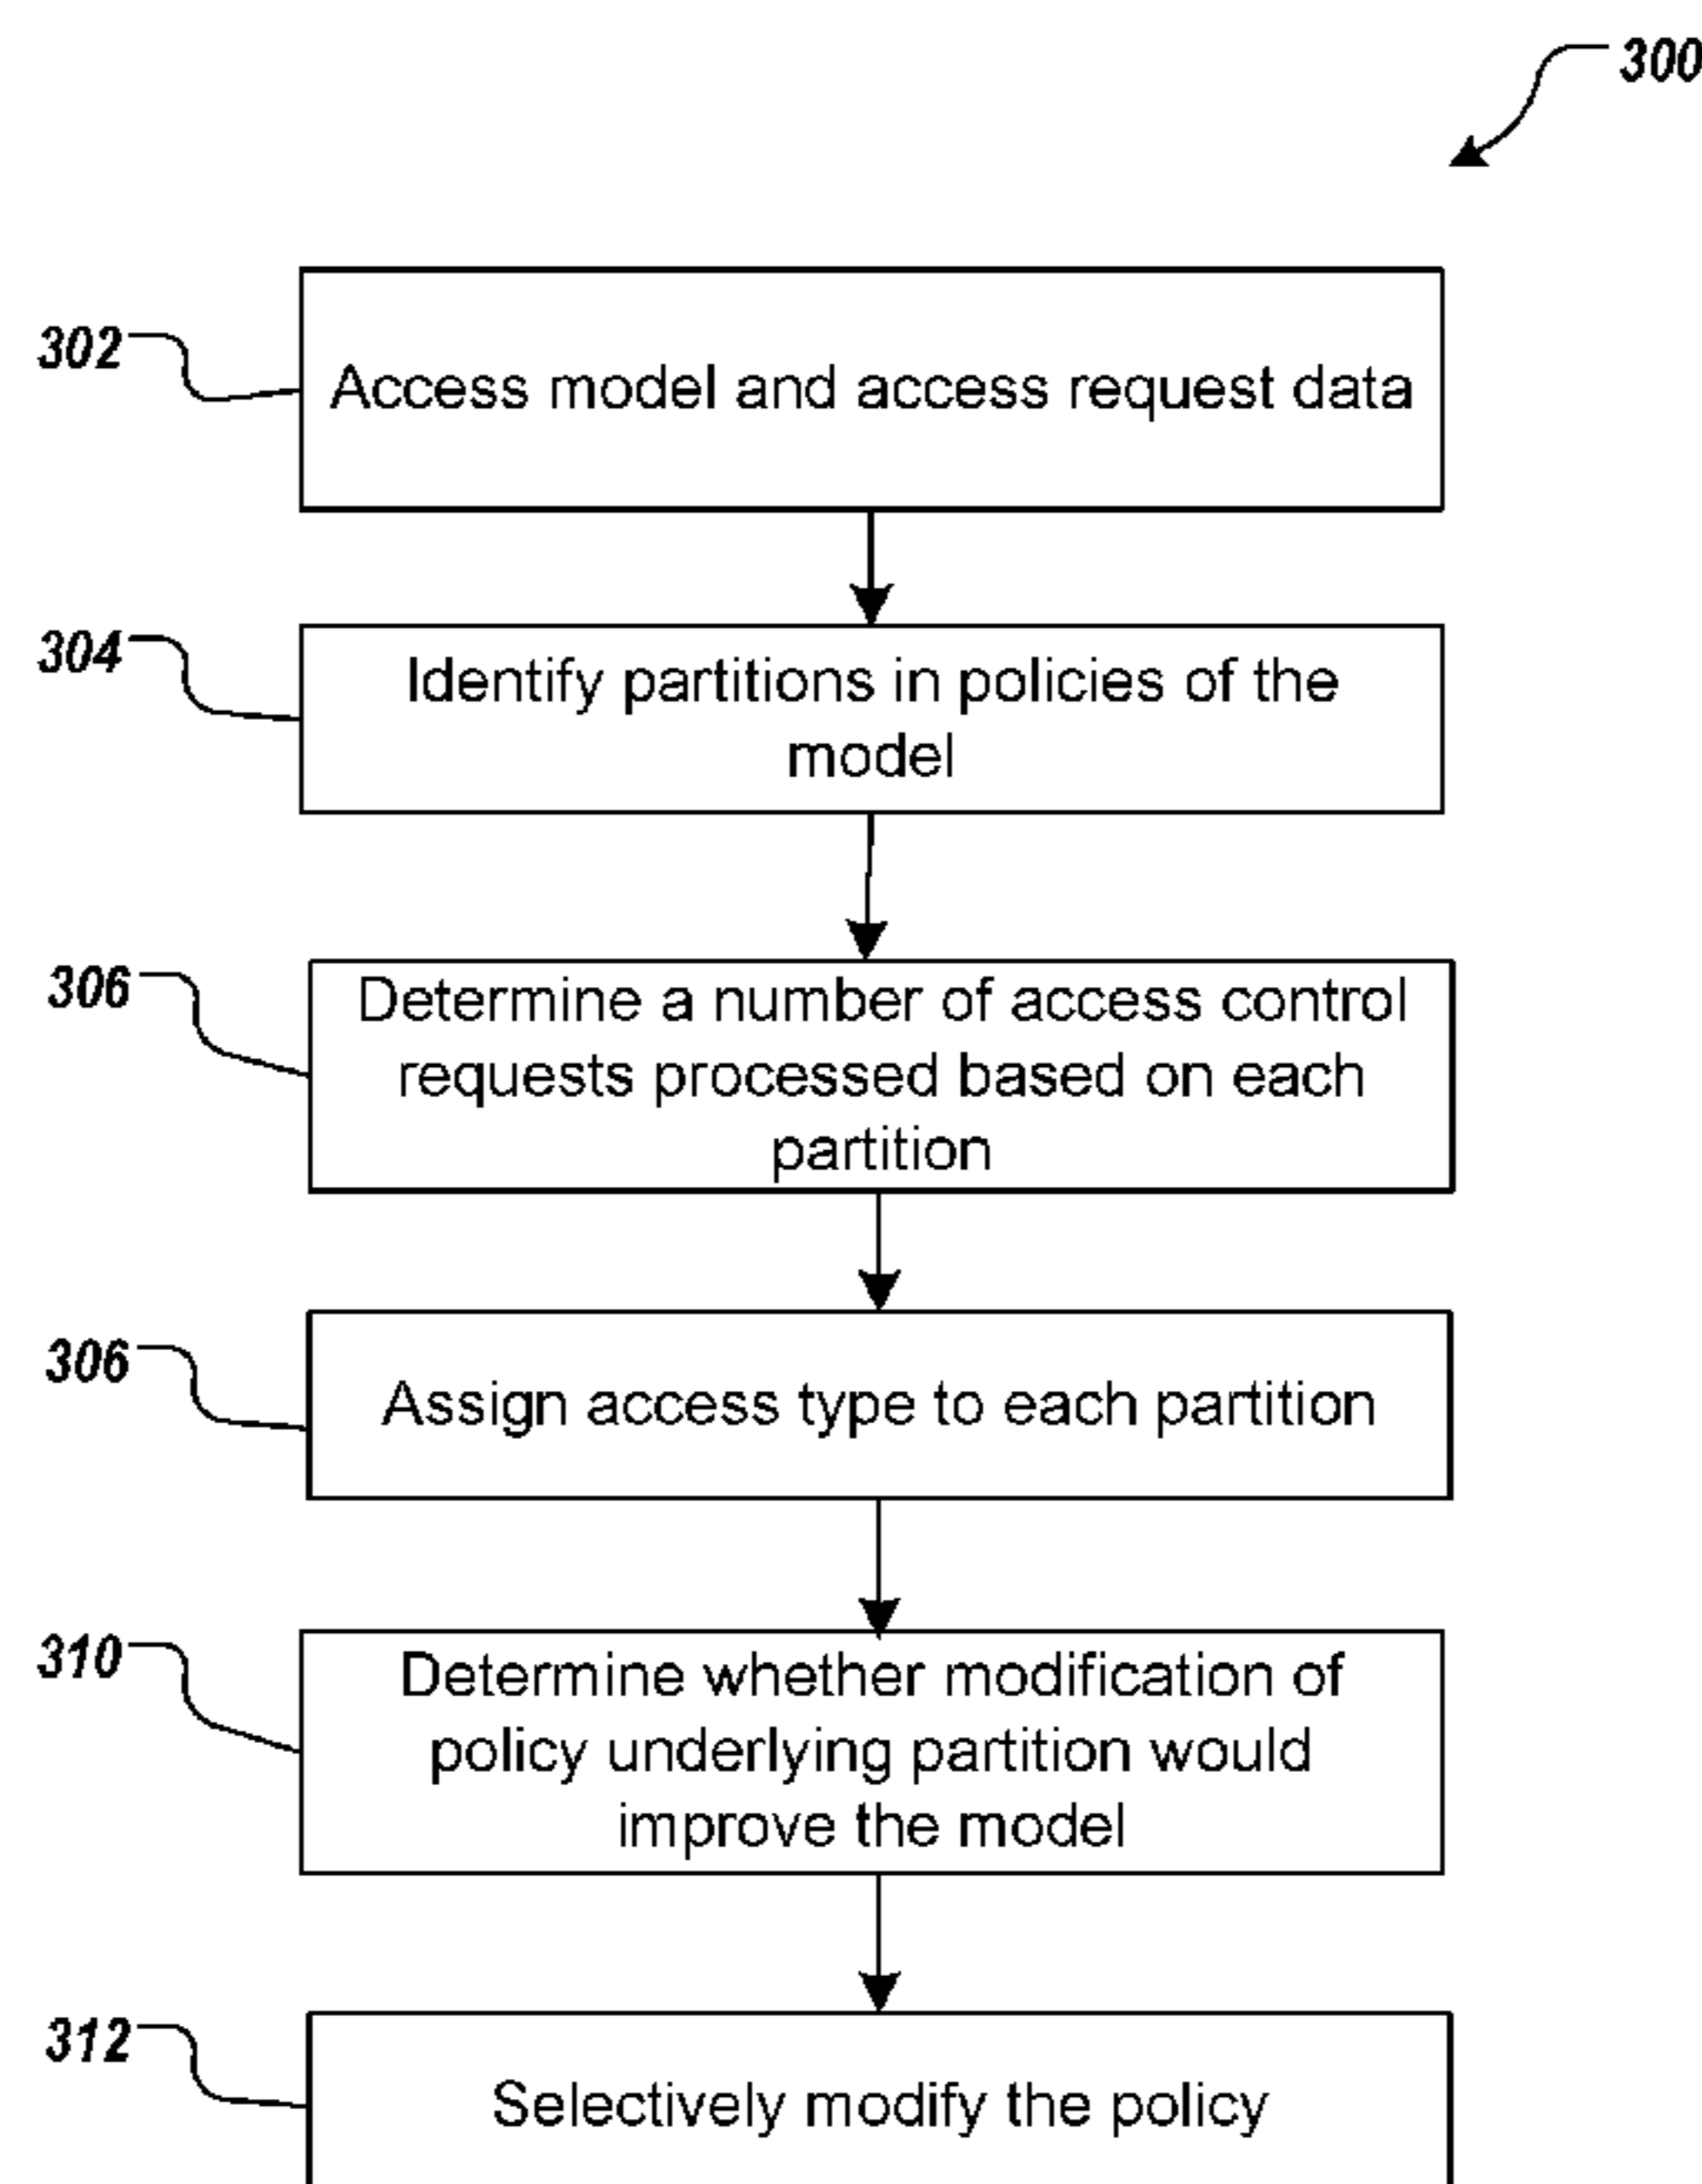 300
302
Access model and access request data
304
Identify partitions in policies of the
model
306
Determine a number of access control
requests processed based on each
partition
306
Assign access type to each partition
310
Determine whether modification of
policy underlying partition would
improve the model
312
Selectively modify the policy